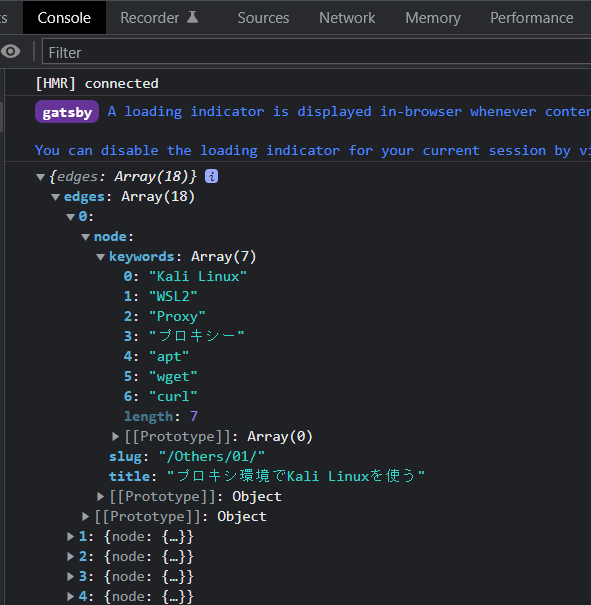 Console Recorder Sources Network Memory Performance
Filter
[HMR] connected
gatsby A loading indicator is displayed in-browser whenever
You can disable the loading indicator for your current session by
{edges: Array(18)} i
edges: Array(18)
0:
node:
keywords: Array(7)
0: "Kali Linux"
1: "WSL2"
2: "Proxy"
3: "プロキシー"
4: "apt"
5: "wget"
6: "curl"
length: 7
[[Prototype]]: Array(0)
slug: "/Others/01/"
title: "プロキシ環境でKali Linuxを使う"
[[Prototype]]: Object
[[Prototype]]: Object
1: {node: {…}}
2: {node: {…}}
3: {node: {…}}
4: {node: {…}}